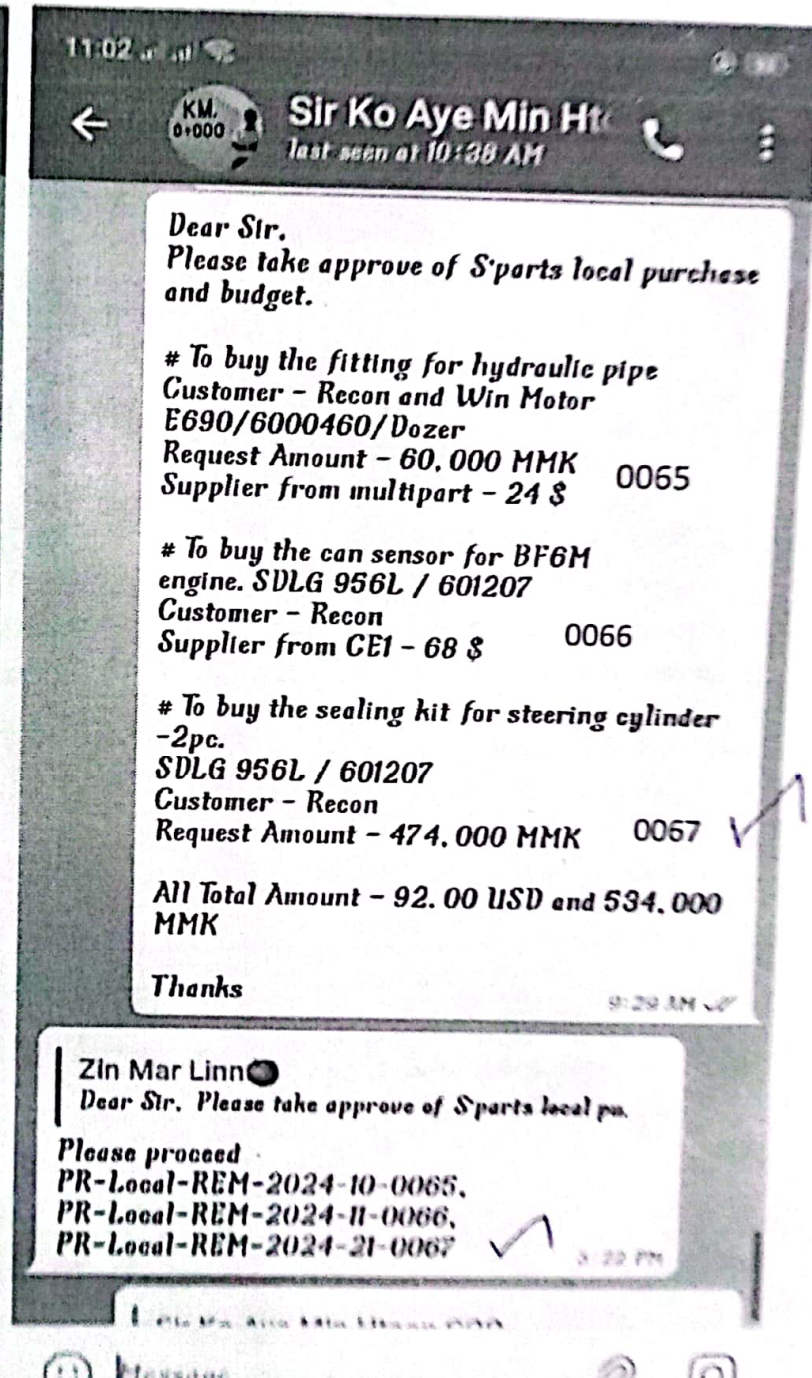 11:02
KM.
0+000
Sir Ko Aye Min Ht
last seen at 10:38 AM
Dear Sir.
Please take approve of S'parts local purchase
and budget.
# To buy the fitting for hydraulic pipe
Customer - Recon and Win Motor
E690/6000460/Dozer
Request Amount - 60.000 MMK 0065
Supplier from multipart - 24 $
# To buy the can sensor for BF6M
engine. SDLG 956L / 601207
Customer - Recon
Supplier from CE1 - 68 $ 0066
# To buy the sealing kit for steering cylinder
-2pc.
SDLG 956L / 601207
Customer - Recon
Request Amount - 474.000 MMK 0067
All Total Amount - 92.00 USD and 534.000
MMK
Thanks
9:29 AM
Zin Mar Linn
Dear Sir. Please take approve of S'parts local pu.
Please proceed
PR-Local-REM-2024-10-0065.
PR-Local-REM-2024-11-0066.
PR-Local-REM-2024-21-0067
Message